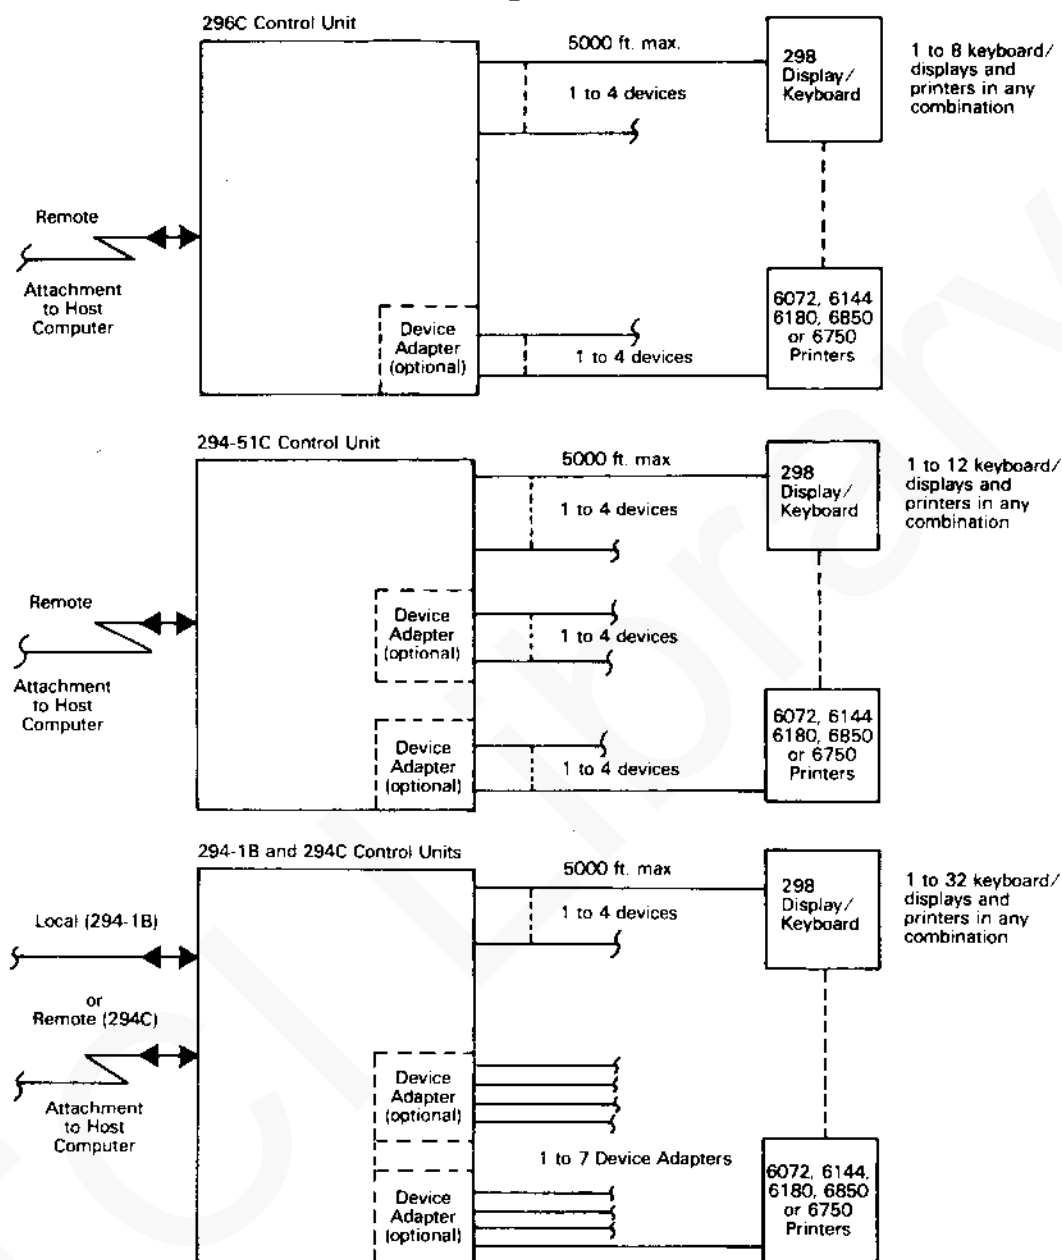 296C Control Unit
5000 ft. max.
1 to 4 devices
298
Display/
Keyboard
1 to 8 keyboard/
displays and
printers in any
combination
Remote
Attachment
to Host
Computer
Device
Adapter
(optional)
1 to 4 devices
6072, 6144
6180, 6850
or 6750
Printers
294-51C Control Unit
5000 ft. max
1 to 4 devices
298
Display/
Keyboard
1 to 12 keyboard/
displays and
printers in any
combination
Remote
Attachment
to Host
Computer
Device
Adapter
(optional)
1 to 4 devices
Device
Adapter
(optional)
1 to 4 devices
6072, 6144
6180, 6850
or 6750
Printers
294-1B and 294C Control Units
5000 ft. max
1 to 4 devices
298
Display/
Keyboard
1 to 32 keyboard/
displays and
printers in any
combination
Local (294-1B)
or
Remote (294C)
Attachment
to Host
Computer
Device
Adapter
(optional)
1 to 7 Device Adapters
Device
Adapter
(optional)
6072, 6144,
6180, 6850
or 6750
Printers
Library